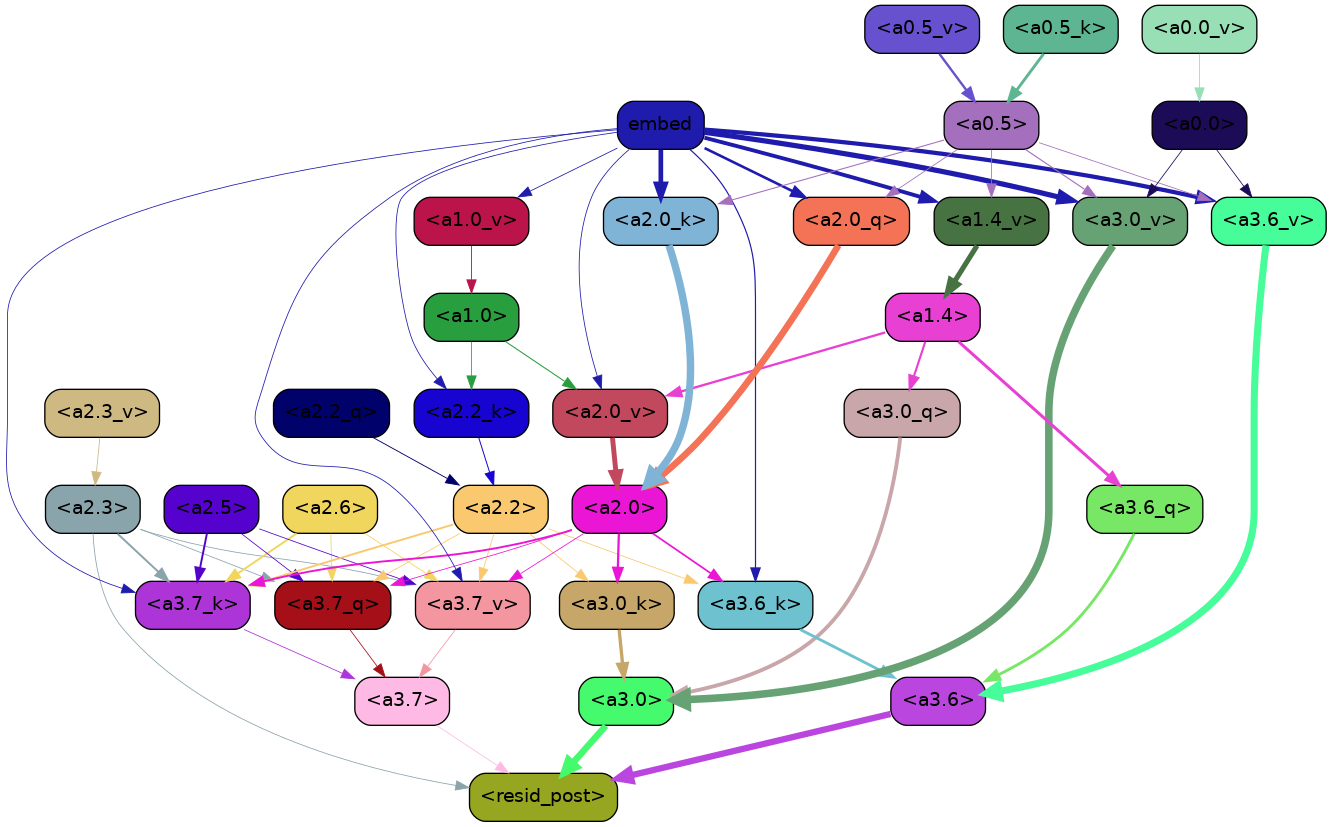 <a0.5_v> <a0.5_k> <a0.0_v>
embed <a0.5> <a0.0>
<a1.0_v> <a2.0_k> <a2.0_q> <a1.4_v> <a3.0_v> <a3.6_v>
<a1.0> <a1.4>
<a2.3_v> <a2.2_q> <a2.2_k> <a2.0_v> <a3.0_q>
<a2.3> <a2.5> <a2.6> <a2.2> <a2.0> <a3.6_q>
<a3.7_k> <a3.7_q> <a3.7_v> <a3.0_k> <a3.6_k>
<a3.7> <a3.0> <a3.6>
<resid_post>